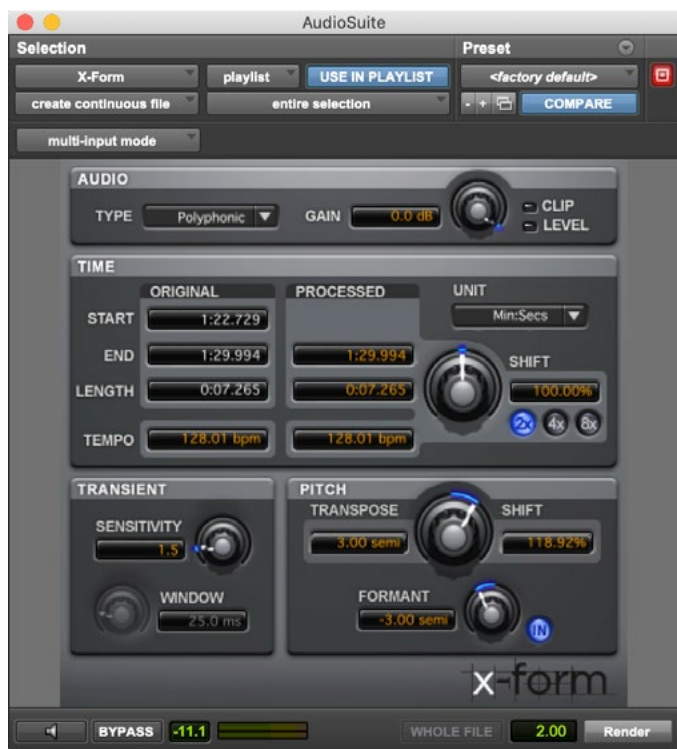 AudioSuite
Selection
Preset
X-Form playlist USE IN PLAYLIST <factory default>
create continuous file entire selection - + COMPARE
multi-input mode
AUDIO
TYPE Polyphonic GAIN 0.0 dB CLIP
LEVEL
TIME
ORIGINAL PROCESSED UNIT
START 1:22.729 Min:Secs
END 1:29.994 1:29.994 SHIFT
LENGTH 0:07.265 0:07.265 100.00%
2x 4x 8x
TEMPO 128.01 bpm 128.01 bpm
TRANSIENT PITCH
TRANSPOSE SHIFT
SENSITIVITY
1.5 3.00 semi 118.92%
WINDOW FORMANT
25.0 ms -3.00 semi IN
x-form
BYPASS -11.1 WHOLE FILE 2.00 Render